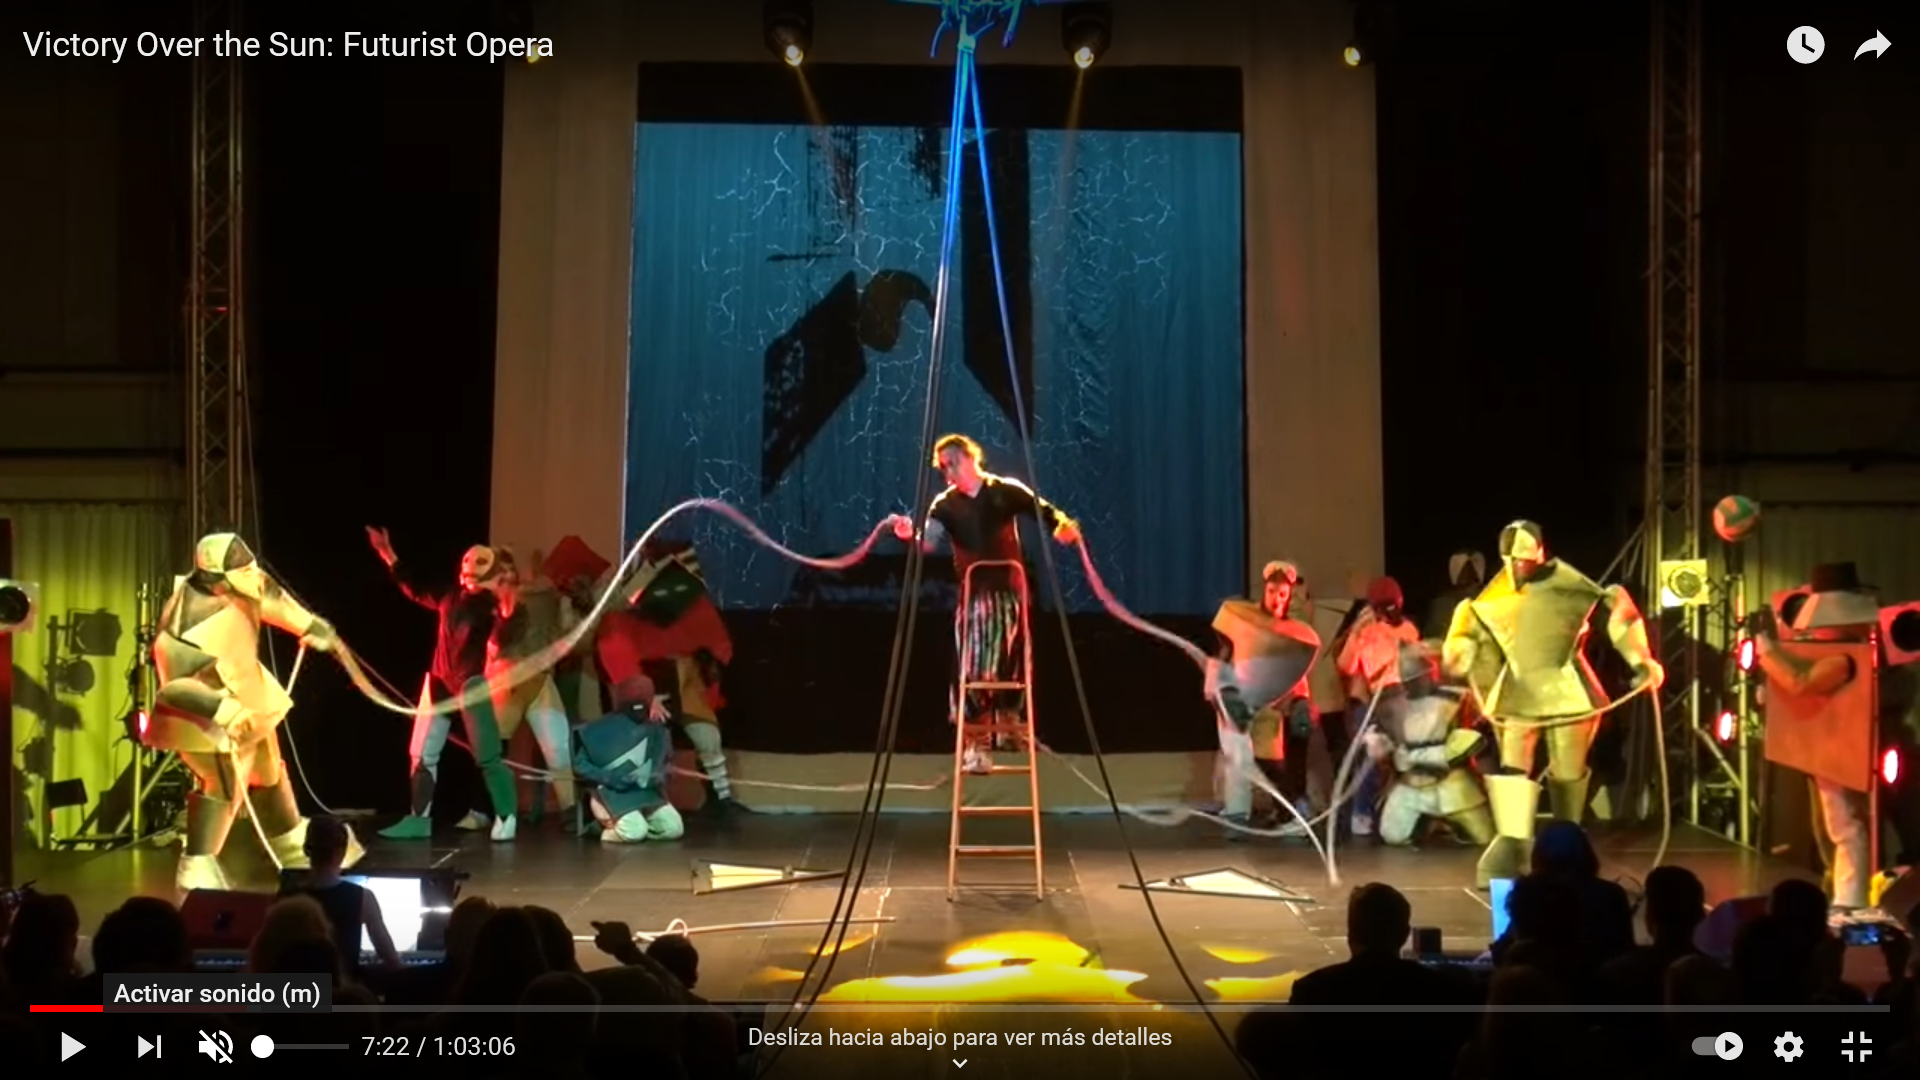 Victory Over the Sun: Futurist Opera
Activar sonido (m)
7:22 / 1:03:06
Desliza hacia abajo para ver más detalles